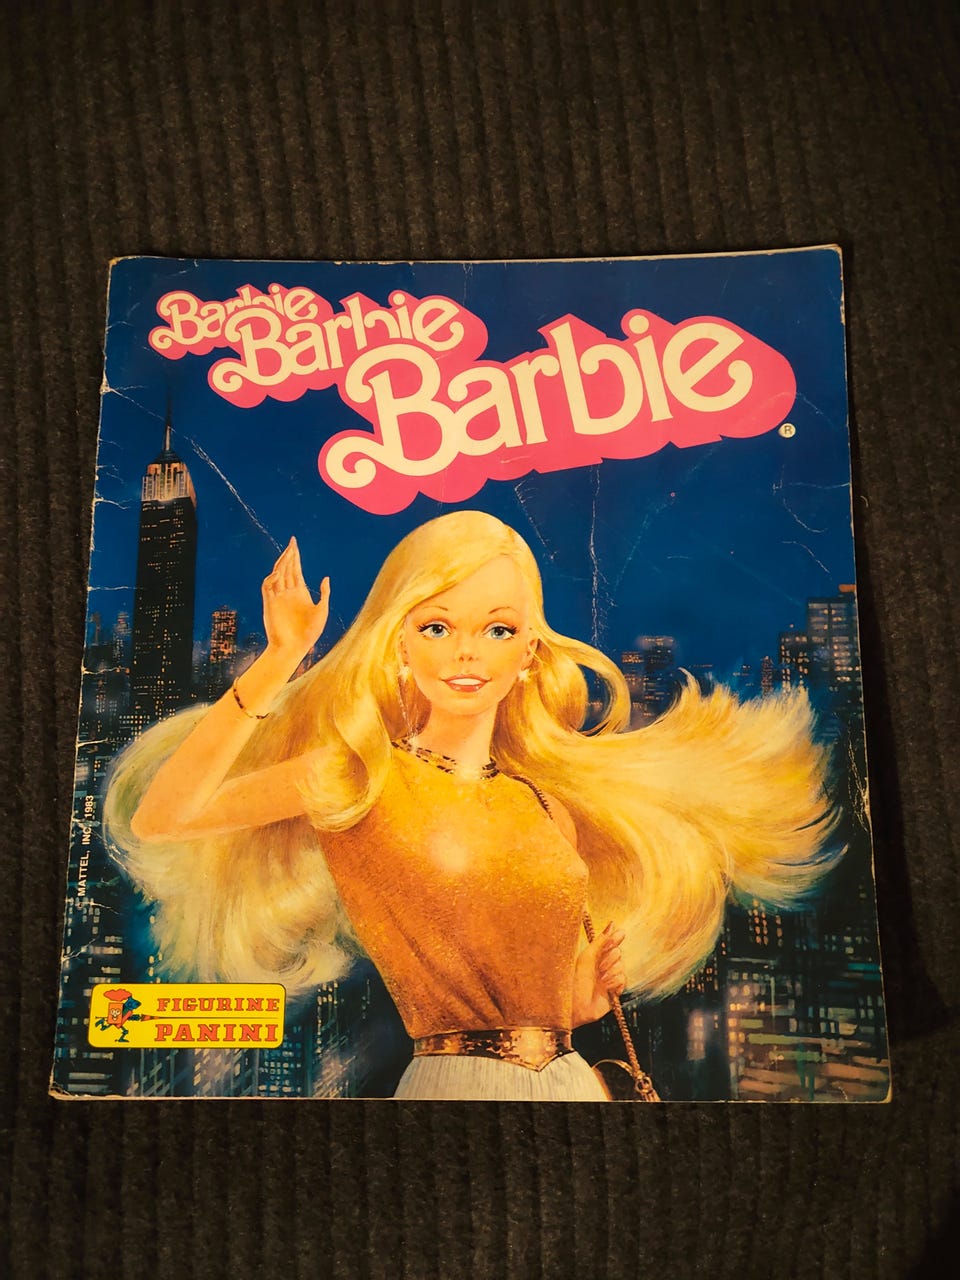 Barbie
Barbie
Barbie
®
MATTEL, INC. 1983
FIGURINE
PANINI